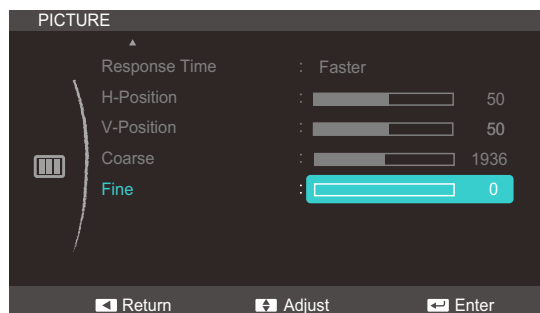 PICTURE
Response Time : Faster
H-Position : 50
V-Position : 50
Coarse : 1936
Fine : 0
Return Adjust Enter